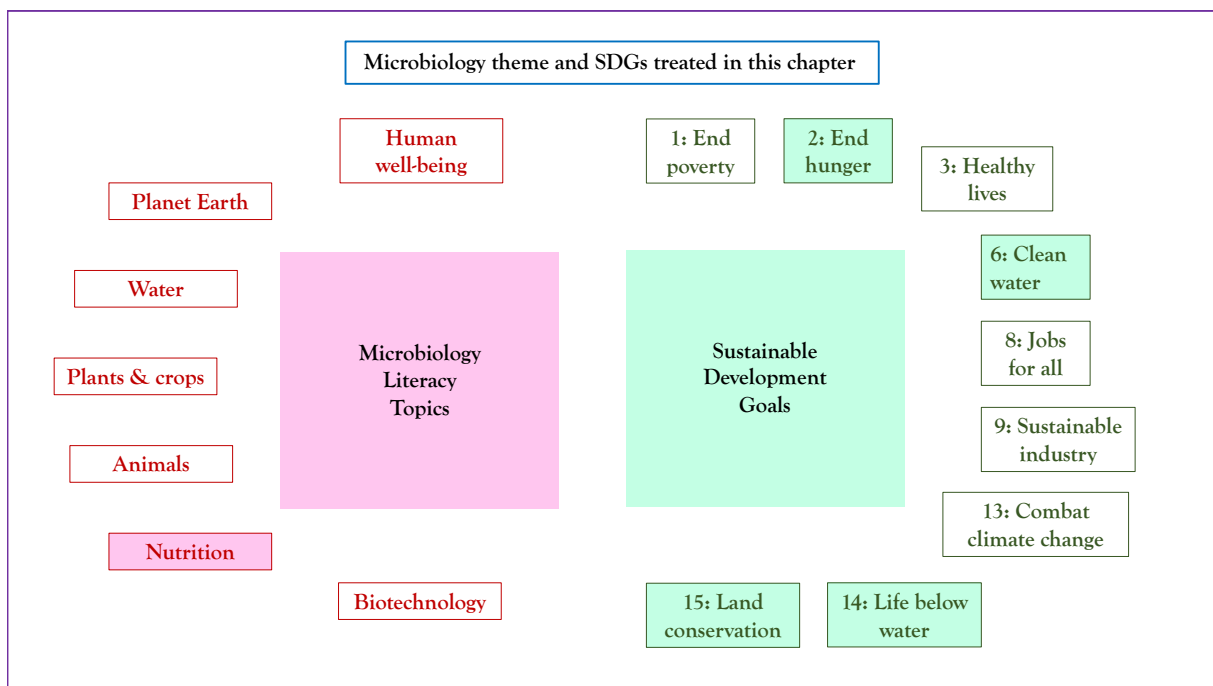 Microbiology theme and SDGs treated in this chapter
Human
well-being
Planet Earth
Water
Plants & crops
Animals
Nutrition
Biotechnology
Microbiology
Literacy
Topics
Sustainable
Development
Goals
1: End
poverty
2: End
hunger
3: Healthy
lives
6: Clean
water
8: Jobs
for all
9: Sustainable
industry
13: Combat
climate change
14: Life below
water
15: Land
conservation